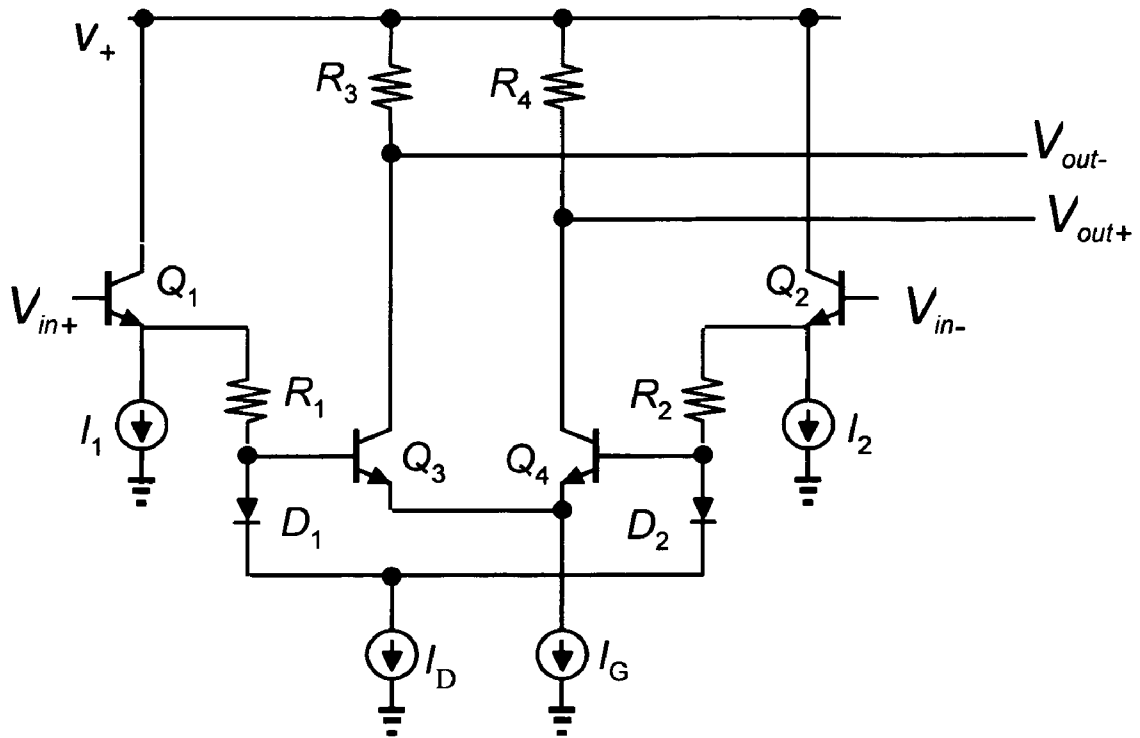 V+
R3
R4
Vout-
Vout+
Vin+
Q1
Q2
Vin-
I1
R1
R2
I2
Q3
Q4
D1
D2
ID
IG